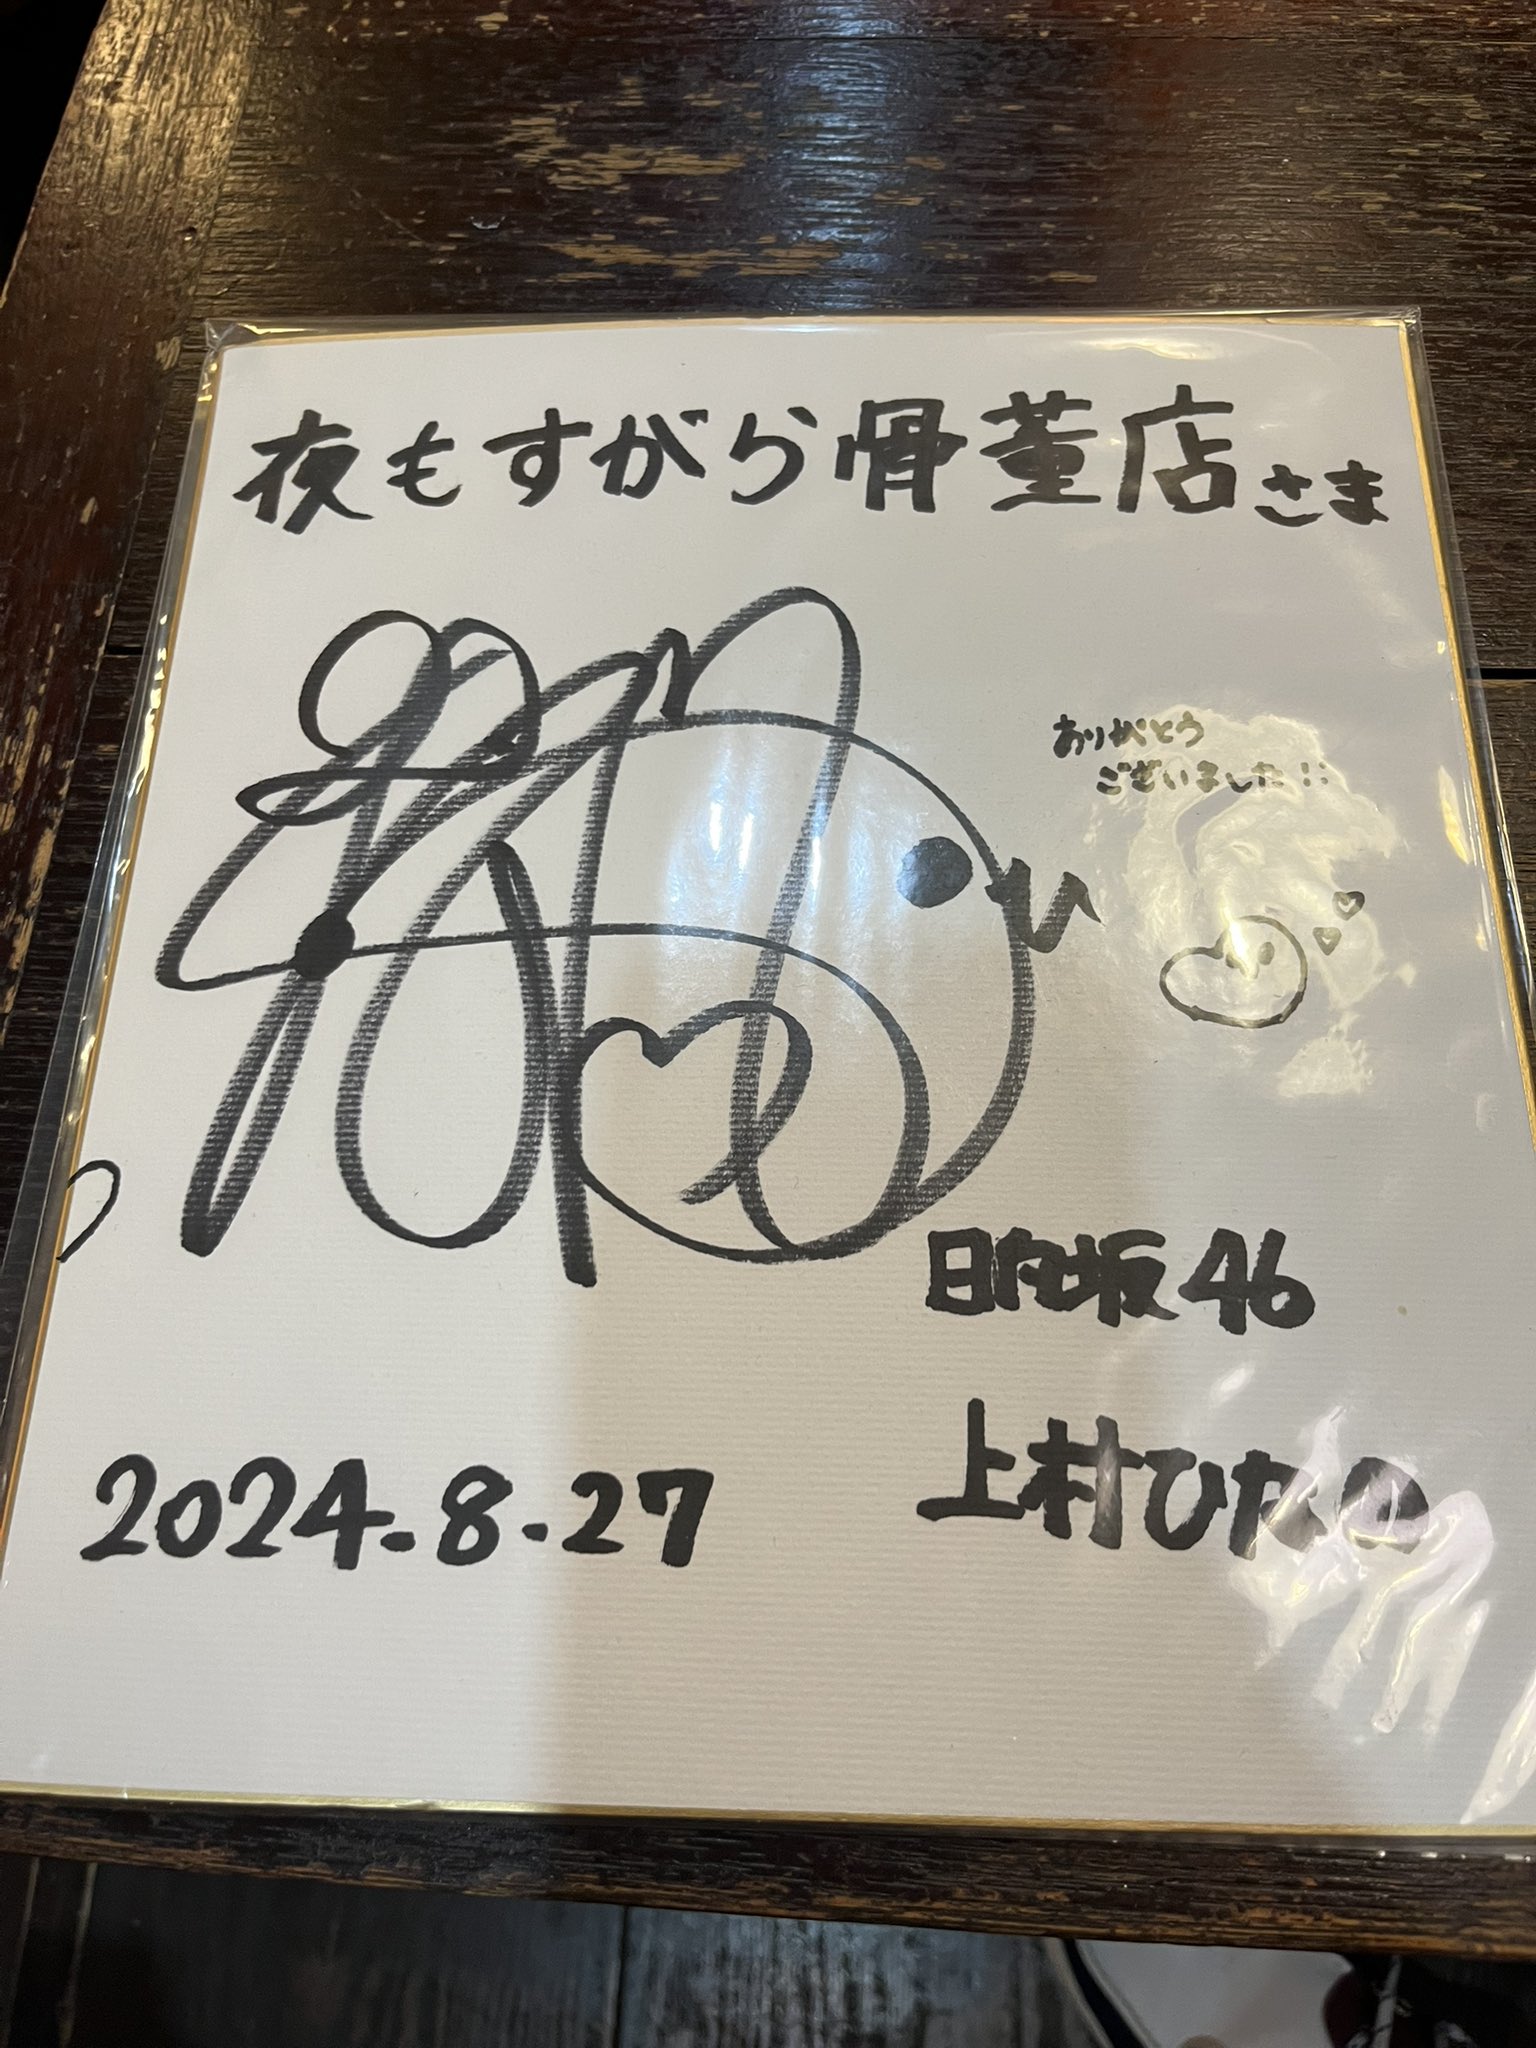 夜もすがら骨董店さま
ありがとう
ございました!!
日向坂46
上村ひなの
2024.8.27